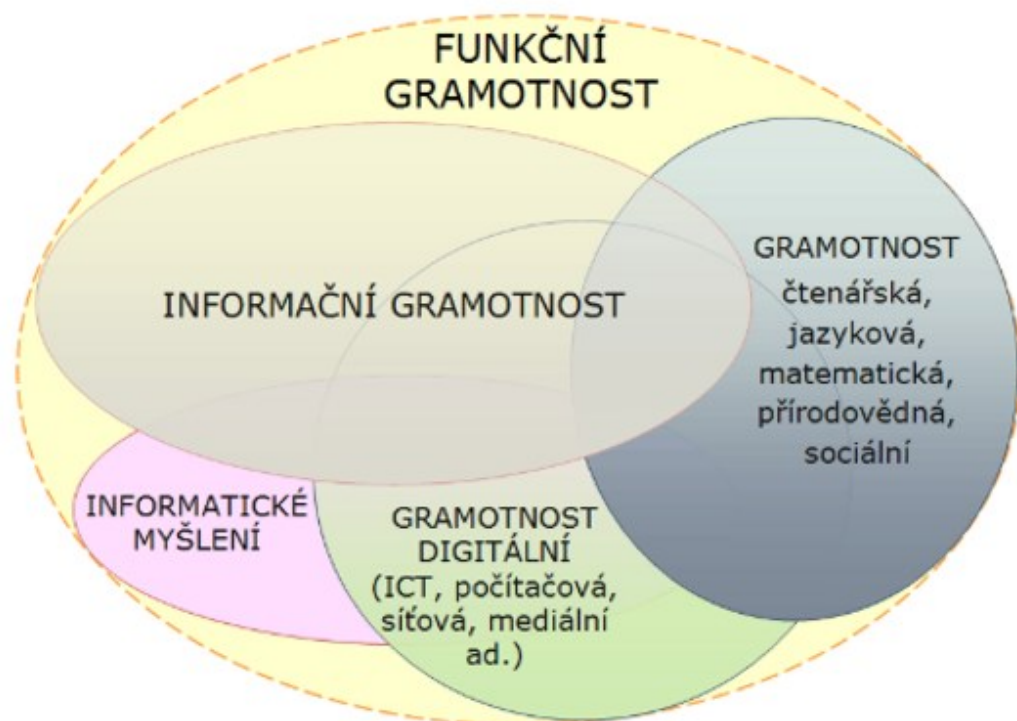 FUNKČNÍ
GRAMOTNOST
INFORMAČNÍ GRAMOTNOST
GRAMOTNOST
čtenářská,
jazyková,
matematická,
přírodovědná,
sociální
INFORMATICKÉ
MYŠLENÍ
GRAMOTNOST
DIGITÁLNÍ
(ICT, počítačová,
síťová, mediální
ad.)